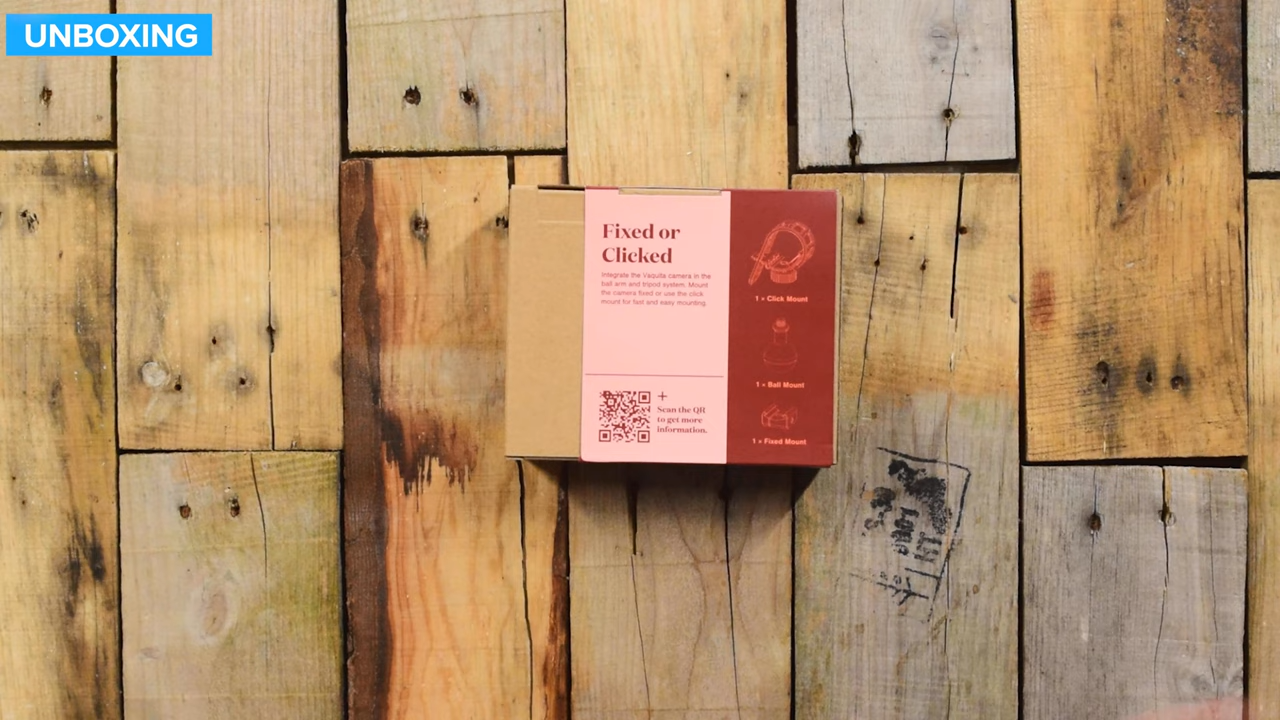 UNBOXING
Fixed or
Clicked
Integrate the Vaquita camera in the
ball arm and tripod system. Mount
the camera fixed or use the click
mount for fast and easy mounting.
1 × Click Mount
1 × Ball Mount
1 × Fixed Mount
+
Scan the QR
to get more
information.